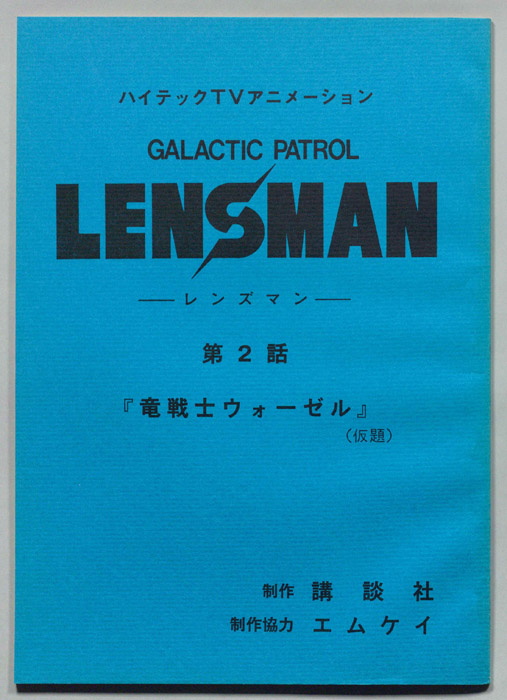 ハイテックTVアニメーション
GALACTIC PATROL
LENSMAN
──レンズマン──
第2話
『竜戦士ウォーゼル』
(仮題)
制作 講談社
制作協力 エムケイ